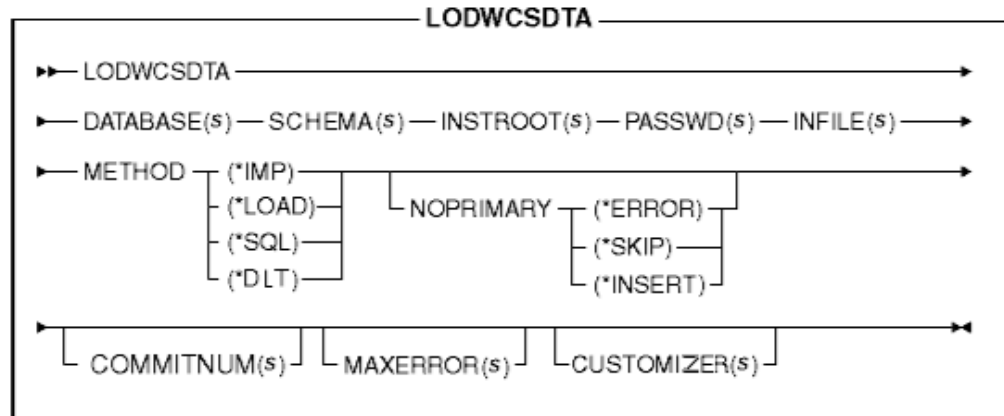 LODWCSDTA
LODWCSDTA
DATABASE(s) SCHEMA(s) INSTROOT(s) PASSWD(s) INFILE(s)
METHOD (*IMP)
(*LOAD)
(*SQL)
(*DLT)
NOPRIMARY (*ERROR)
(*SKIP)
(*INSERT)
COMMITNUM(s) MAXERROR(s) CUSTOMIZER(s)